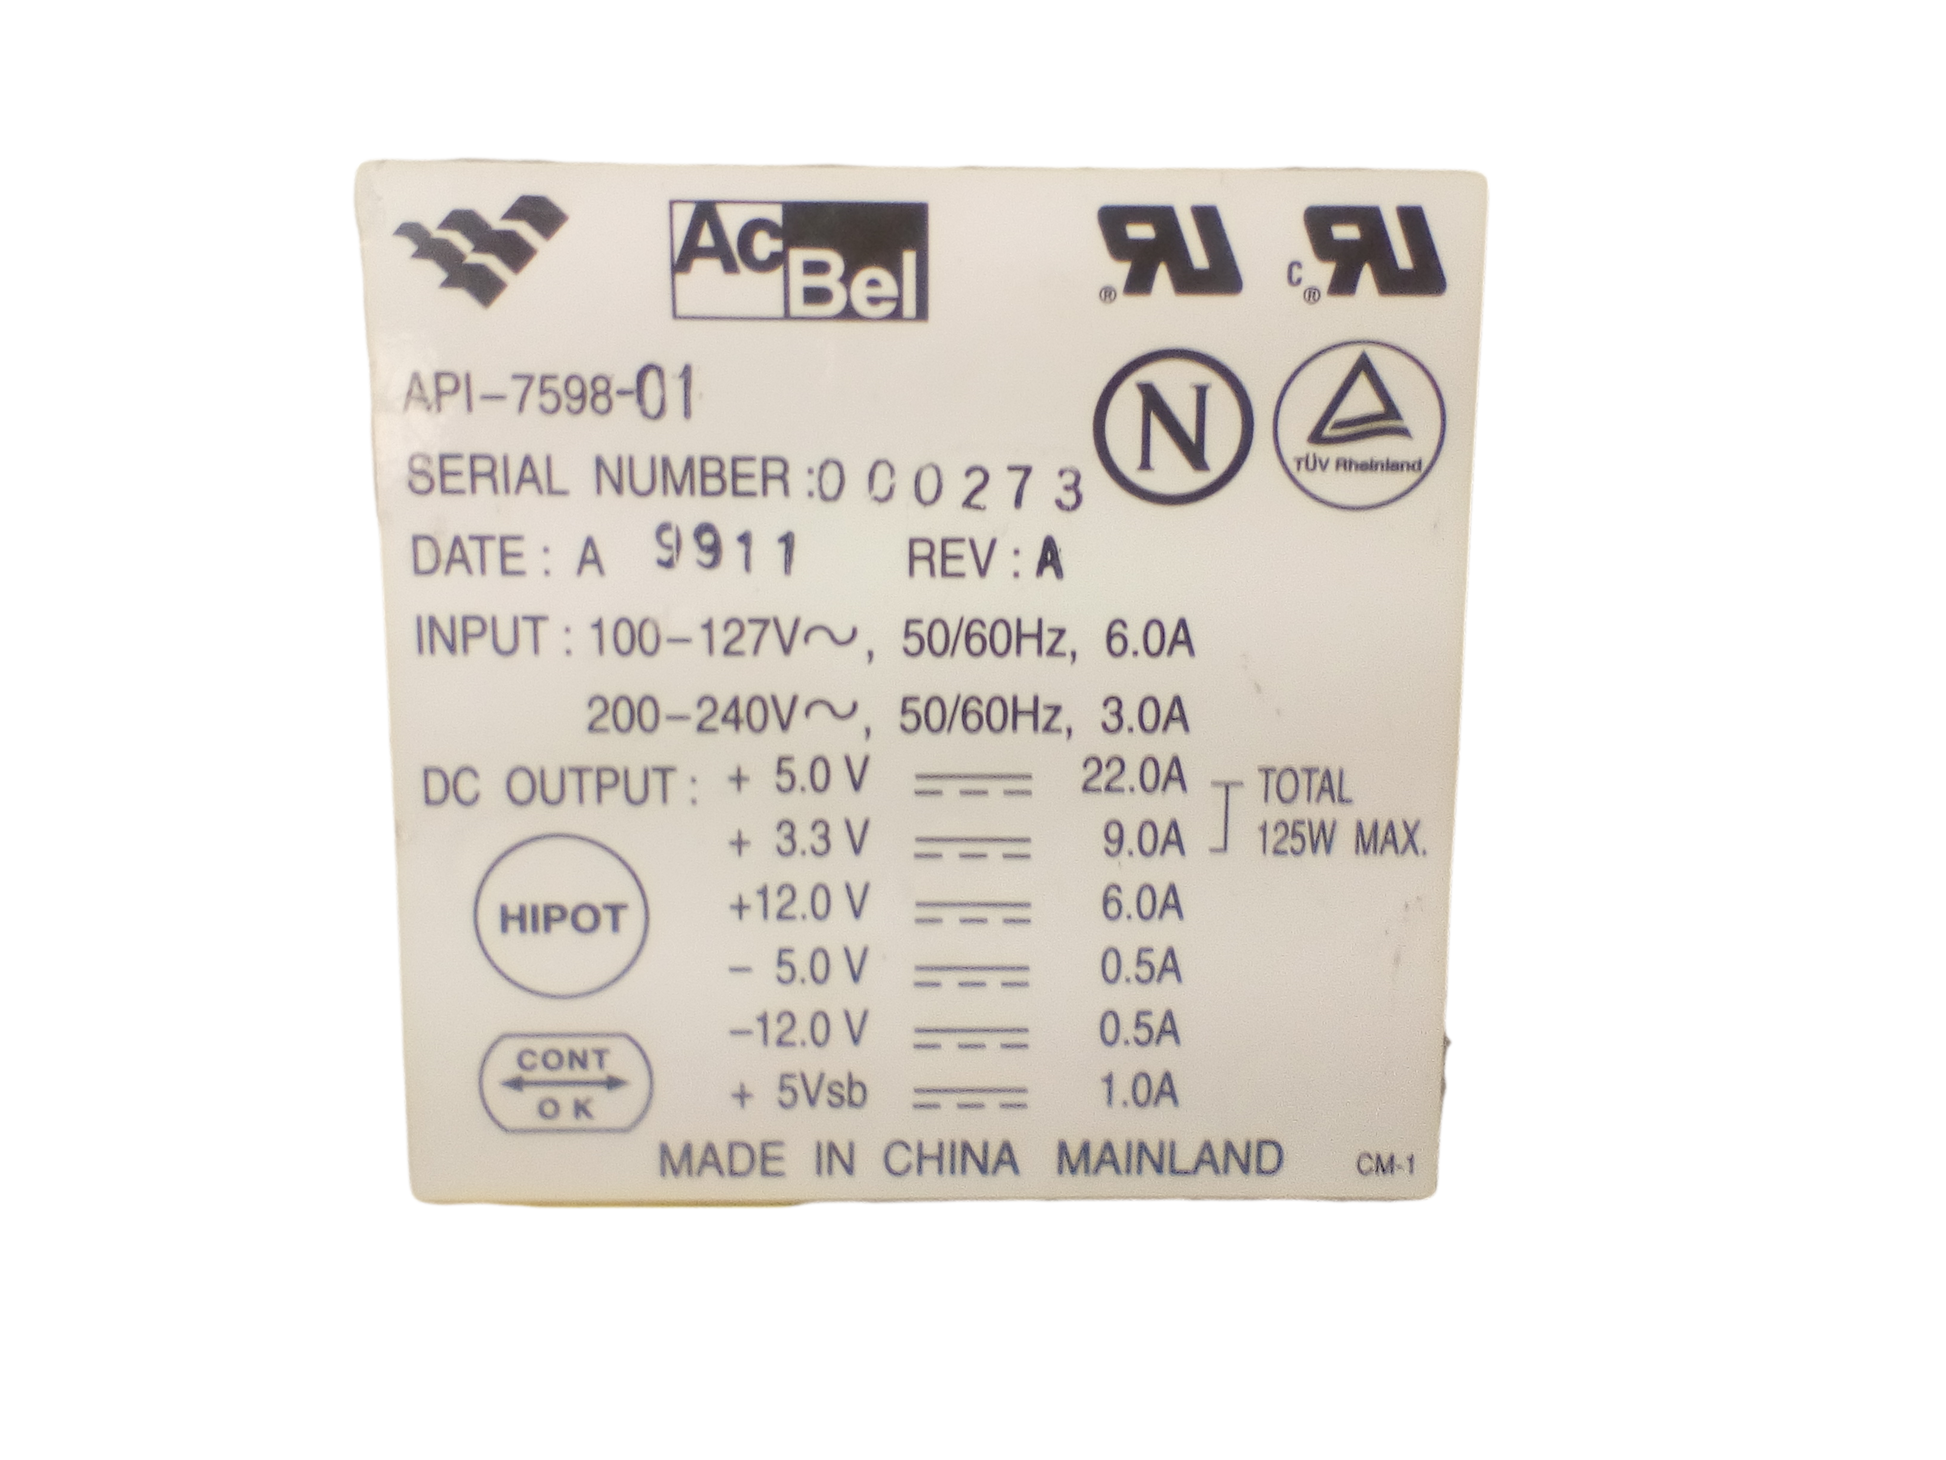 AcBel
API-7598-01
SERIAL NUMBER :000273
DATE : A 9911 REV : A
N
TÜV Rheinland
INPUT : 100-127V~, 50/60Hz, 6.0A
200-240V~, 50/60Hz, 3.0A
DC OUTPUT : + 5.0 V 22.0A TOTAL
+ 3.3 V 9.0A 125W MAX.
+12.0 V 6.0A
HIPOT
- 5.0 V 0.5A
-12.0 V 0.5A
CONT
OK
+ 5Vsb 1.0A
MADE IN CHINA MAINLAND CM-1